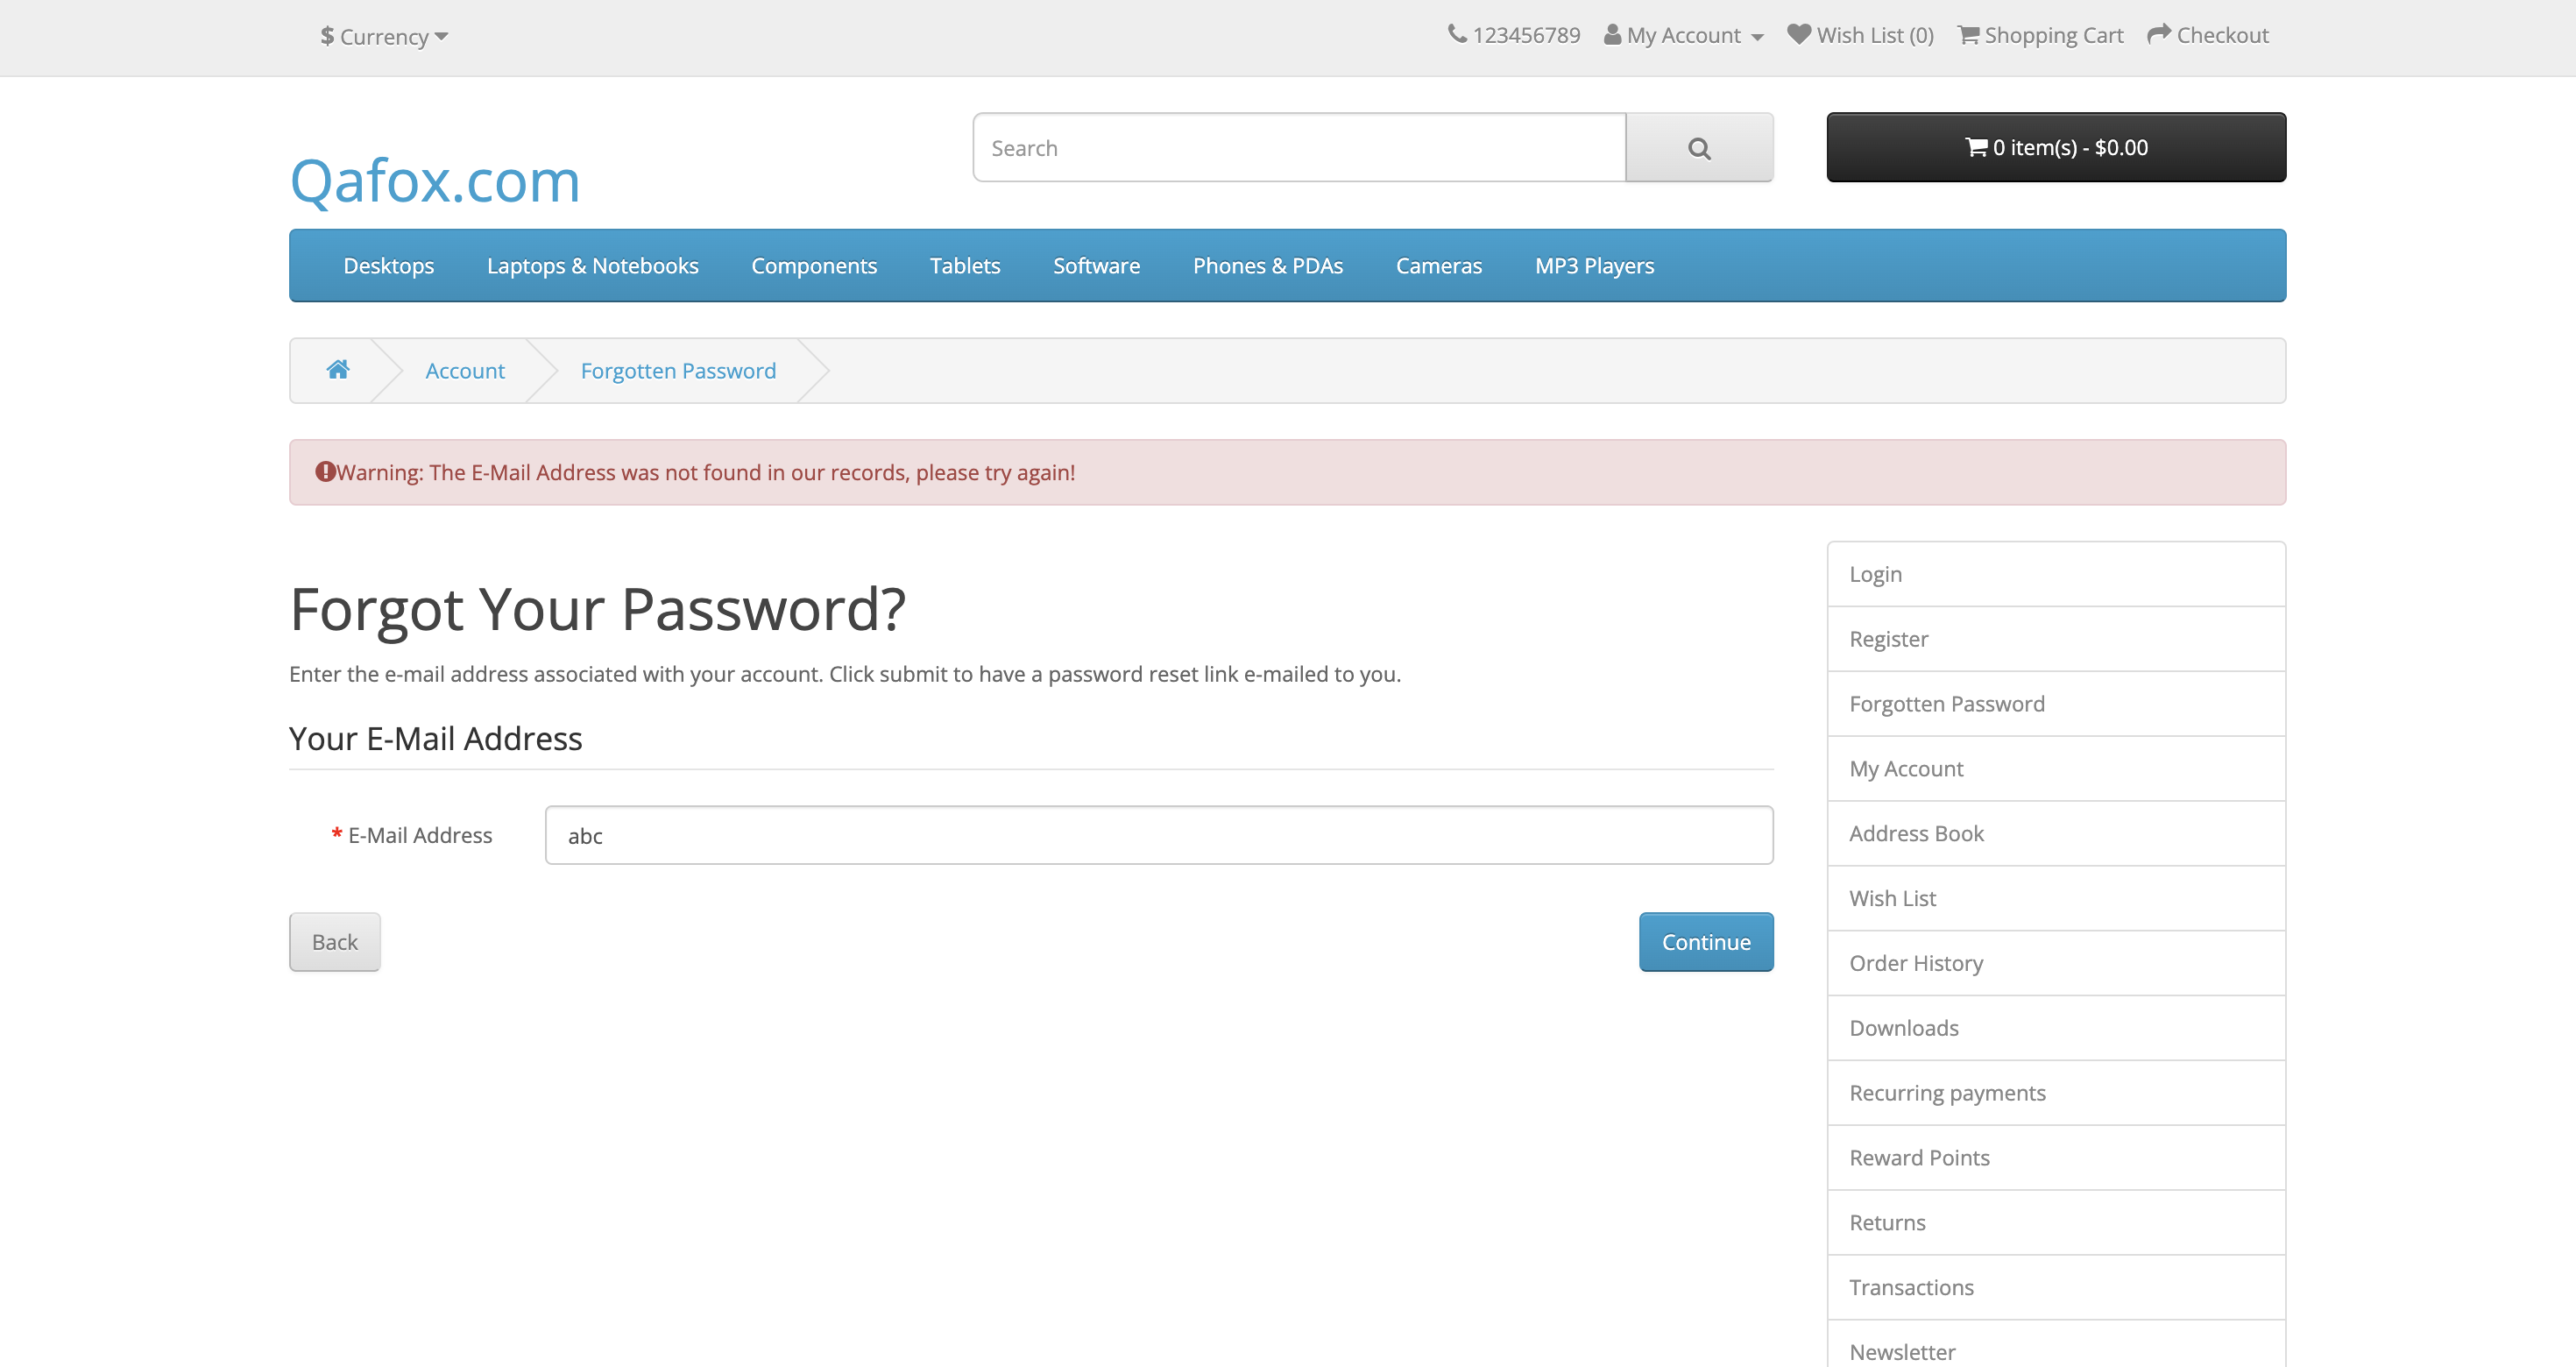 $ Currency
123456789 My Account Wish List (0) Shopping Cart Checkout
Qafox.com
Search
0 item(s) - $0.00
Desktops Laptops & Notebooks Components Tablets Software Phones & PDAs Cameras MP3 Players
Account Forgotten Password
Warning: The E-Mail Address was not found in our records, please try again!
Forgot Your Password?
Enter the e-mail address associated with your account. Click submit to have a password reset link e-mailed to you.
Your E-Mail Address
* E-Mail Address abc
Back Continue
Login
Register
Forgotten Password
My Account
Address Book
Wish List
Order History
Downloads
Recurring payments
Reward Points
Returns
Transactions
Newsletter